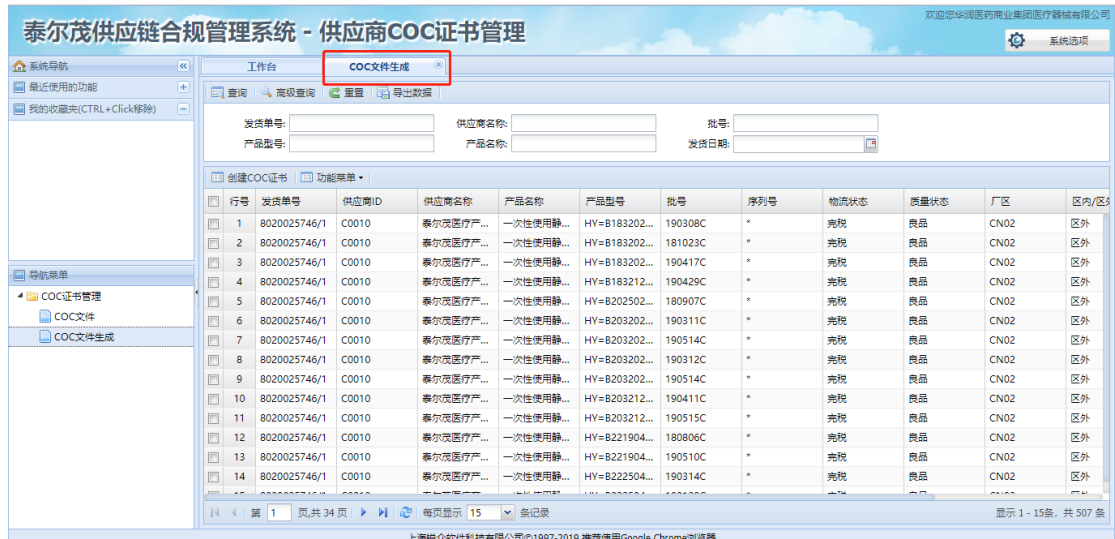 欢迎您华润医药商业集团医疗器械有限公司
泰尔茂供应链合规管理系统 - 供应商COC证书管理
系统选项
系统导航
工作台 COC文件生成
最近使用的功能
查询 高级查询 重置 导出数据
我的收藏夹(CTRL+Click移除)
发货单号: 供应商名称: 批号:
产品型号: 产品名称: 发货日期:
创建COC证书 功能菜单
行号 发货单号 供应商ID 供应商名称 产品名称 产品型号 批号 序列号 物流状态 质量状态 厂区 区内/区外
1 8020025746/1 C0010 泰尔茂医疗产... 一次性使用静... HY=B183202... 190308C * 完税 良品 CN02 区外
2 8020025746/1 C0010 泰尔茂医疗产... 一次性使用静... HY=B183202... 181023C * 完税 良品 CN02 区外
3 8020025746/1 C0010 泰尔茂医疗产... 一次性使用静... HY=B183202... 190417C * 完税 良品 CN02 区外
4 8020025746/1 C0010 泰尔茂医疗产... 一次性使用静... HY=B183212... 190429C * 完税 良品 CN02 区外
5 8020025746/1 C0010 泰尔茂医疗产... 一次性使用静... HY=B202502... 180907C * 完税 良品 CN02 区外
6 8020025746/1 C0010 泰尔茂医疗产... 一次性使用静... HY=B203202... 190311C * 完税 良品 CN02 区外
7 8020025746/1 C0010 泰尔茂医疗产... 一次性使用静... HY=B203202... 190514C * 完税 良品 CN02 区外
8 8020025746/1 C0010 泰尔茂医疗产... 一次性使用静... HY=B203202... 190312C * 完税 良品 CN02 区外
9 8020025746/1 C0010 泰尔茂医疗产... 一次性使用静... HY=B203202... 190514C * 完税 良品 CN02 区外
10 8020025746/1 C0010 泰尔茂医疗产... 一次性使用静... HY=B203212... 190411C * 完税 良品 CN02 区外
11 8020025746/1 C0010 泰尔茂医疗产... 一次性使用静... HY=B203212... 190515C * 完税 良品 CN02 区外
12 8020025746/1 C0010 泰尔茂医疗产... 一次性使用静... HY=B221904... 180806C * 完税 良品 CN02 区外
13 8020025746/1 C0010 泰尔茂医疗产... 一次性使用静... HY=B221904... 190510C * 完税 良品 CN02 区外
14 8020025746/1 C0010 泰尔茂医疗产... 一次性使用静... HY=B222504... 190314C * 完税 良品 CN02 区外
导航菜单
COC证书管理
COC文件
COC文件生成
第 1 页,共 34 页 每页显示 15 条记录 显示 1 - 15条, 共 507 条